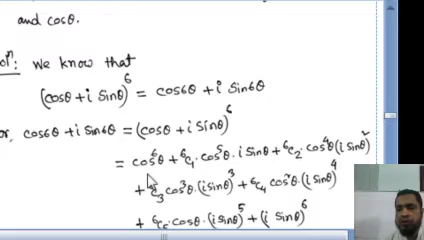 and cosθ.
olⁿ: We know that
(cosθ+i sinθ)⁶ = cos6θ + i sin6θ
or, cos6θ+i sin6θ = (cosθ + i sinθ)⁶
= cos⁶θ + ⁶c₁ cos⁵θ. i sinθ + ⁶c₂. cos⁴θ(i sinθ)²
+ ⁶c₃ cos³θ.(i sinθ)³ + ⁶c₄ cos²θ.(i sinθ)⁴
+ ⁶c₅ . cosθ.(i sinθ)⁵ + (i sinθ)⁶